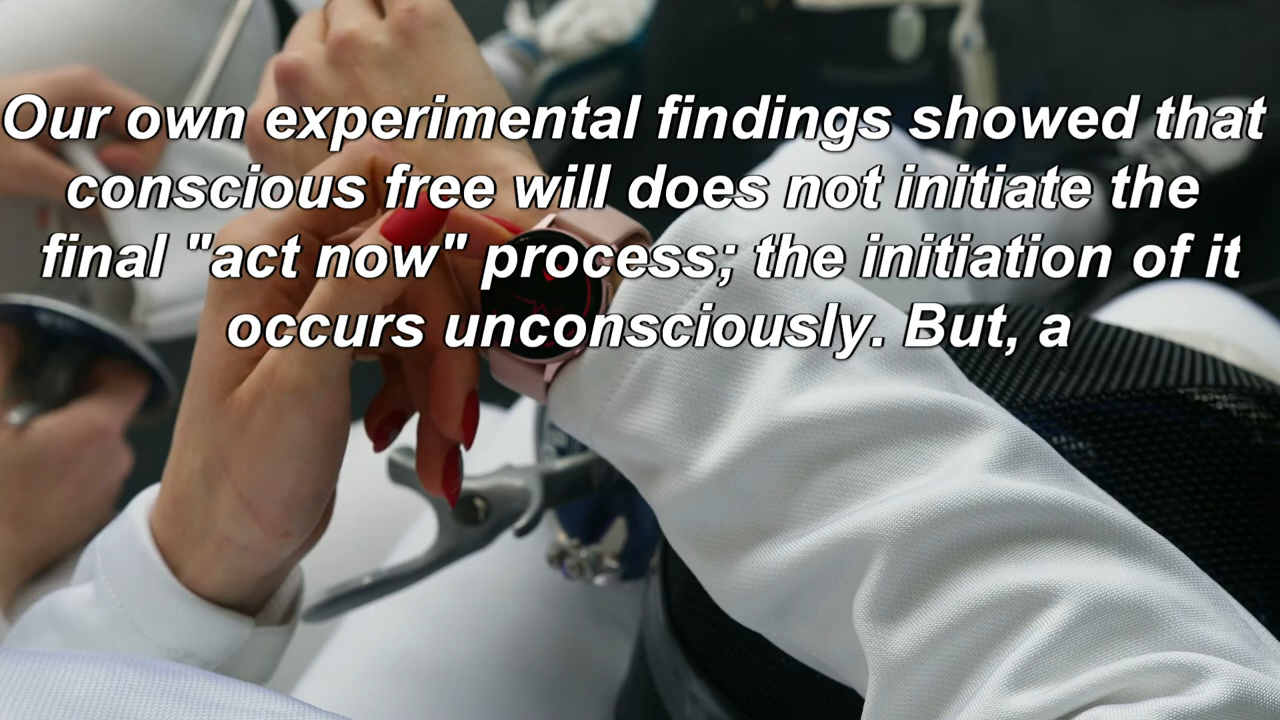 Our own experimental findings showed that
conscious free will does not initiate the
final "act now" process; the initiation of it
occurs unconsciously. But, a